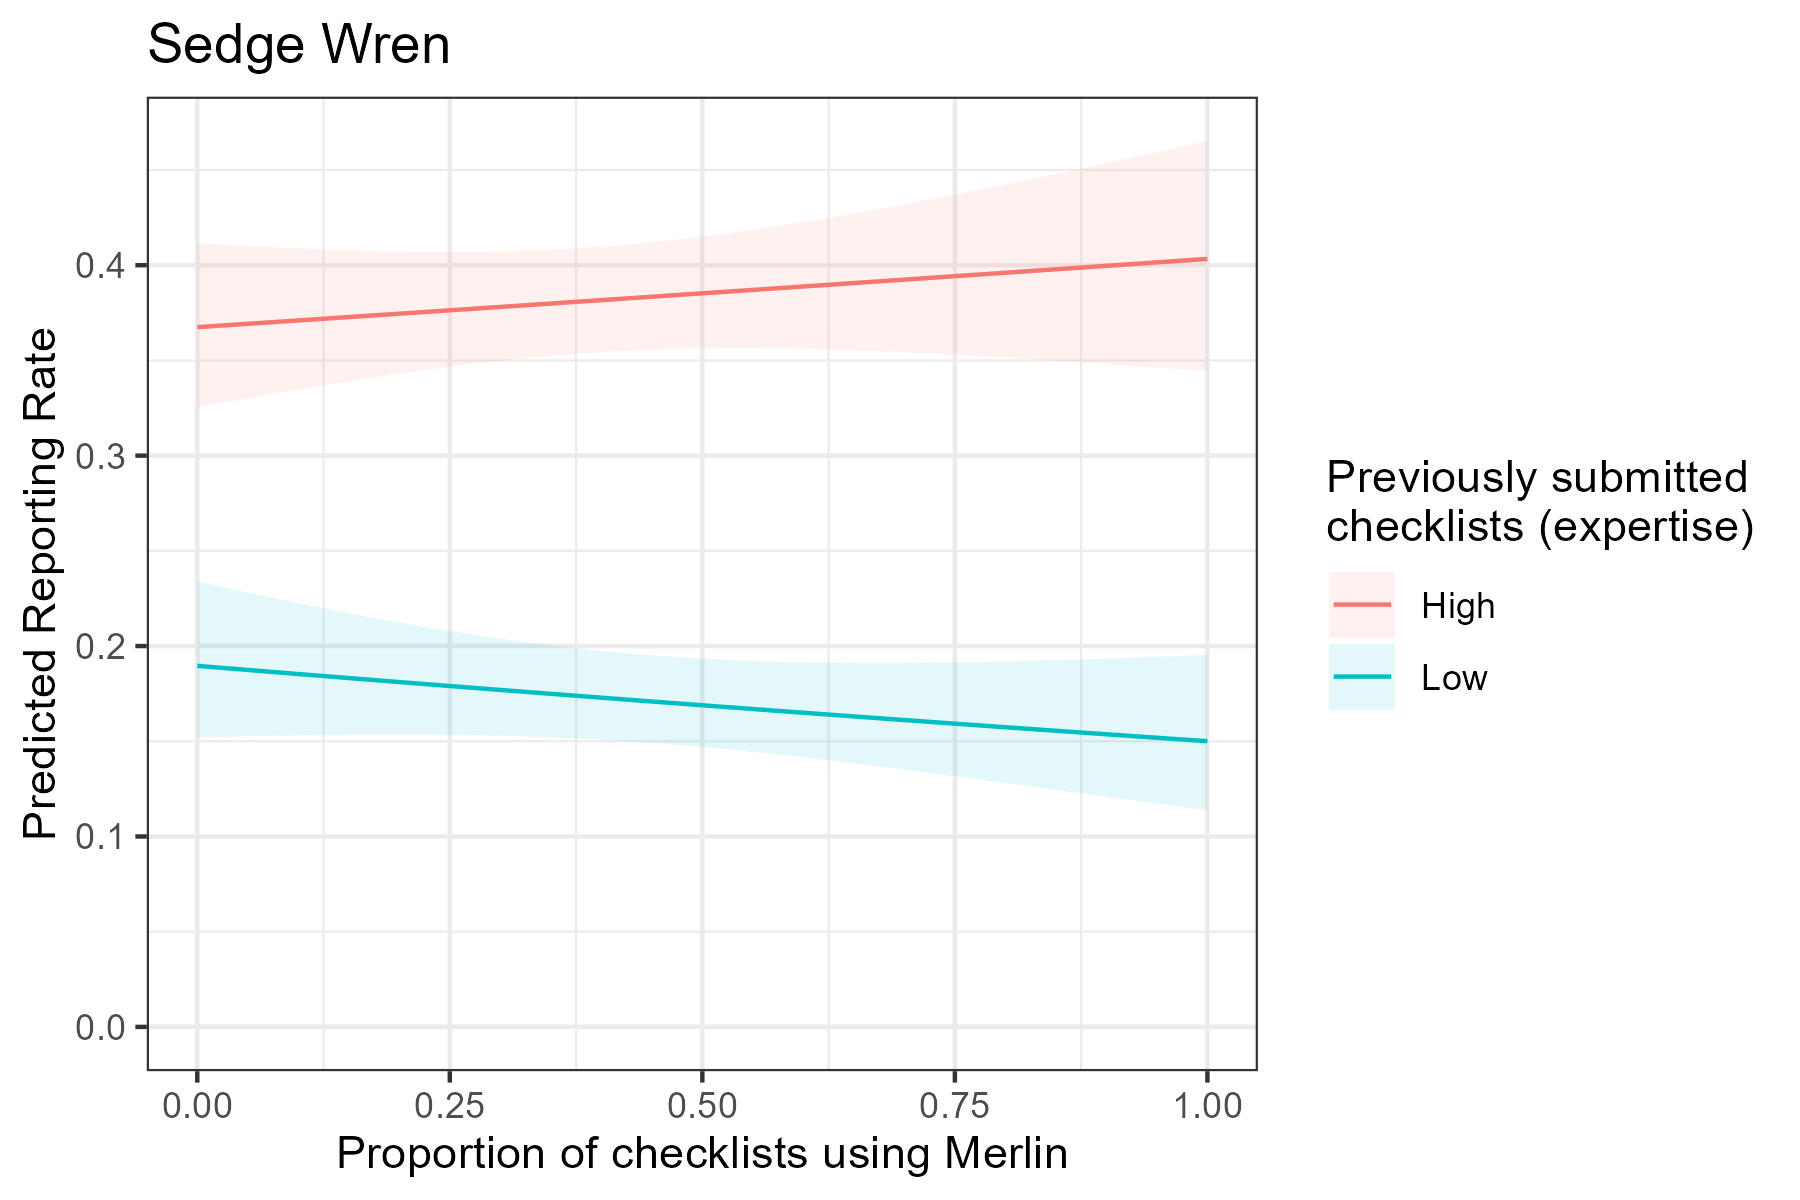 Sedge Wren
Predicted Reporting Rate
0.4
0.3
0.2
0.1
0.0
0.00 0.25 0.50 0.75 1.00
Proportion of checklists using Merlin
Previously submitted
checklists (expertise)
High
Low